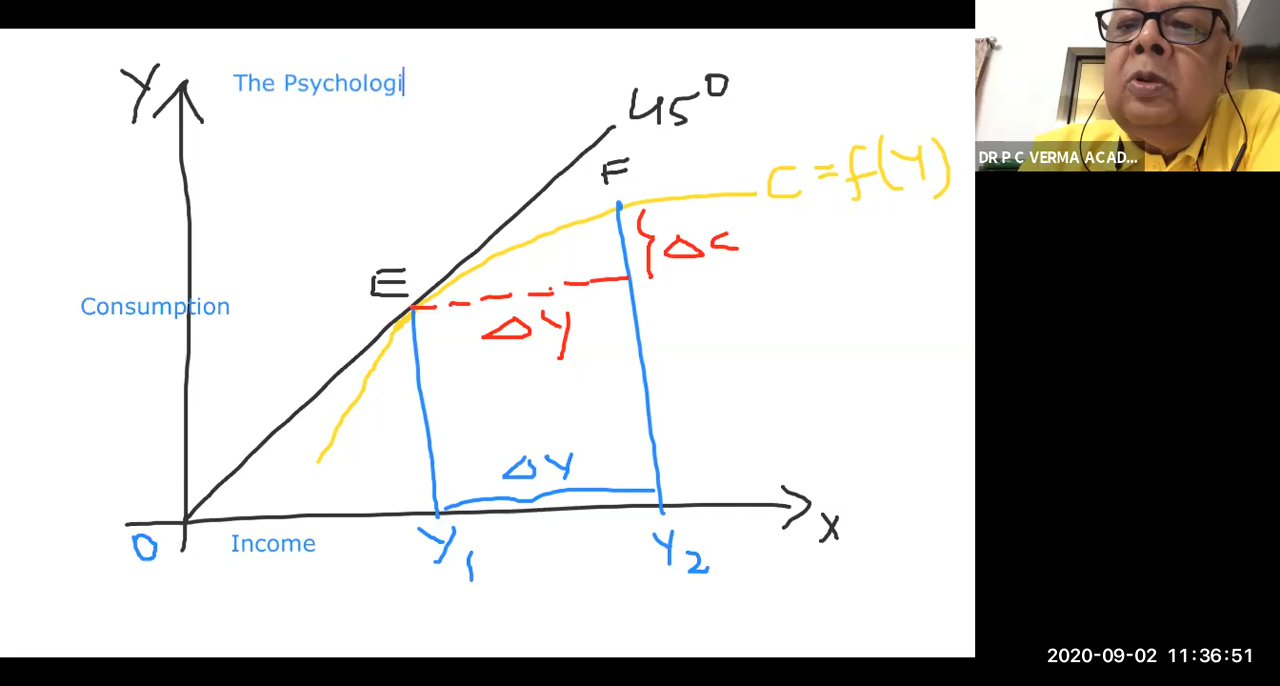 Y
The Psychologi
45°
F
C = f(Y)
DR P C VERMA ACAD...
ΔC
E
Consumption
ΔY
ΔY
X
O
Income
Y1
Y2
2020-09-02 11:36:51